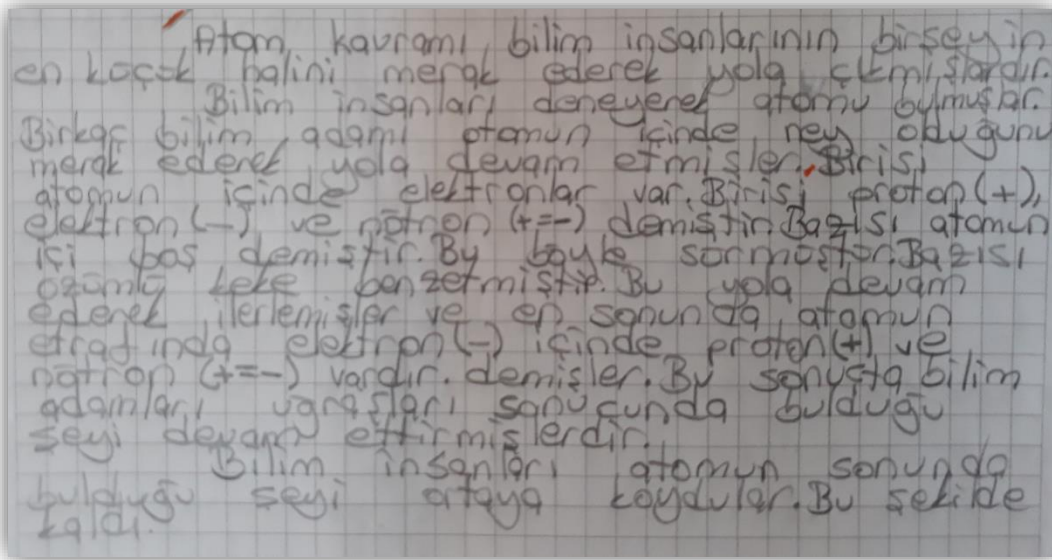 Atom kavramı bilim insanlarının birşeyin
en küçük halini merak ederek yola çıkmışlardır.
Bilim insanları deneyerek atomu bulmuşlar.
Birkaç bilim adamı atomun içinde ney olduğunu
merak ederek yola devam etmişler. Birisi
atomun içinde elektronlar var. Birisi proton (+),
elektron (-) ve nötron (+=-) demiştir. Bazısı atomun
içi boş demiştir. Bu böyle sürmüştür. Bazısı
üzümlü keke benzetmiştir. Bu yola devam
ederek ilerlemişler ve en sonunda atomun
etrafında elektron (-) içinde proton (+) ve
nötron (+=-) vardır. demişler. Bu sonuçta bilim
adamları uğraşları sonucunda bulduğu
şeyi devam ettirmişlerdir.
Bilim insanları atomun sonunda
bulduğu şeyi ortaya koydular. Bu şekilde
kaldı.